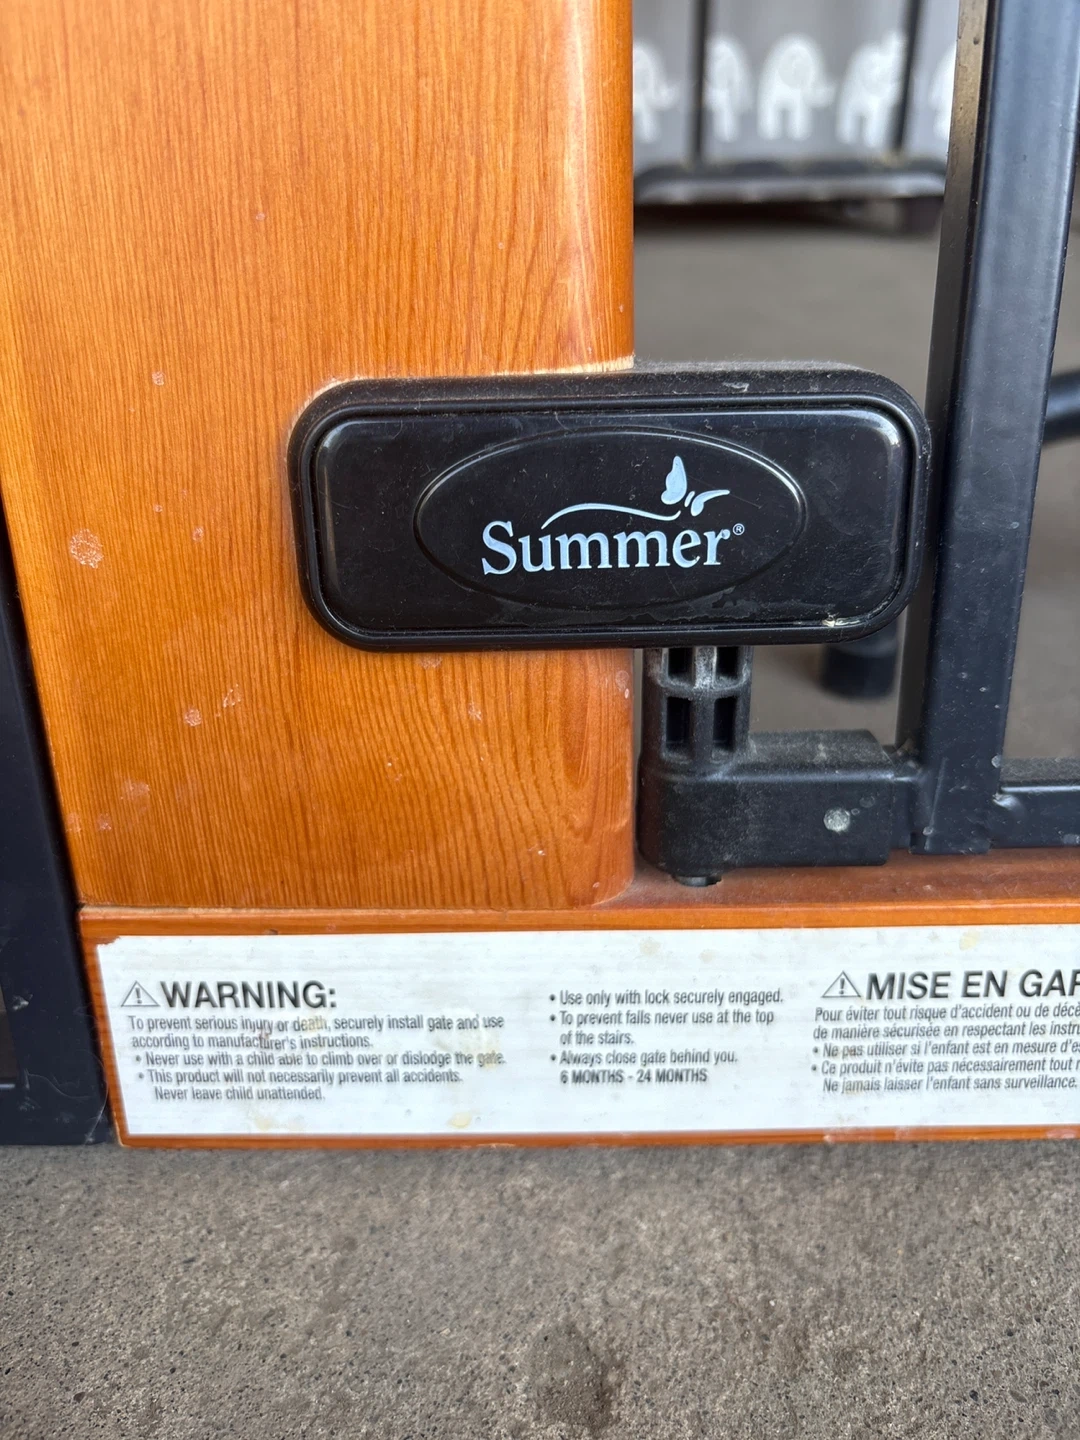 Summer®
WARNING:
To prevent serious injury or death, securely install gate and use
according to manufacturer's instructions.
• Never use with a child able to climb over or dislodge the gate.
• This product will not necessarily prevent all accidents.
Never leave child unattended.
• Use only with lock securely engaged.
• To prevent falls never use at the top
of the stairs.
• Always close gate behind you.
6 MONTHS - 24 MONTHS
MISE EN GAR
Pour éviter tout risque d'accident ou de décè
de manière sécurisée en respectant les instru
• Ne pas utiliser si l'enfant est en mesure d'es
• Ce produit n'évite pas nécessairement tout r
Ne jamais laisser l'enfant sans surveillance.